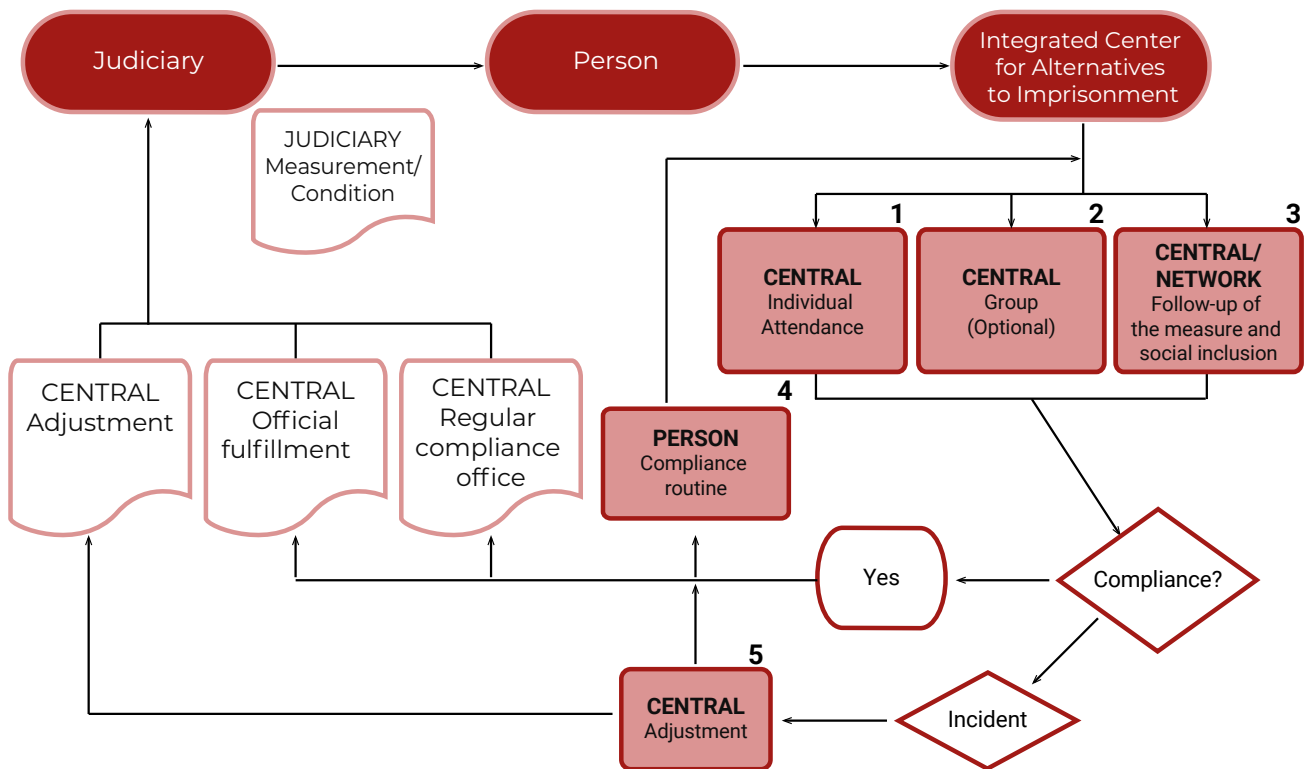 Judiciary
Person
Integrated Center
for Alternatives
to Imprisonment
JUDICIARY
Measurement/
Condition
1
CENTRAL
Individual
Attendance
2
CENTRAL
Group
(Optional)
3
CENTRAL/
NETWORK
Follow-up of
the measure and
social inclusion
CENTRAL
Adjustment
CENTRAL
Official
fulfillment
CENTRAL
Regular
compliance
office
4
PERSON
Compliance
routine
Yes
Compliance?
5
CENTRAL
Adjustment
Incident